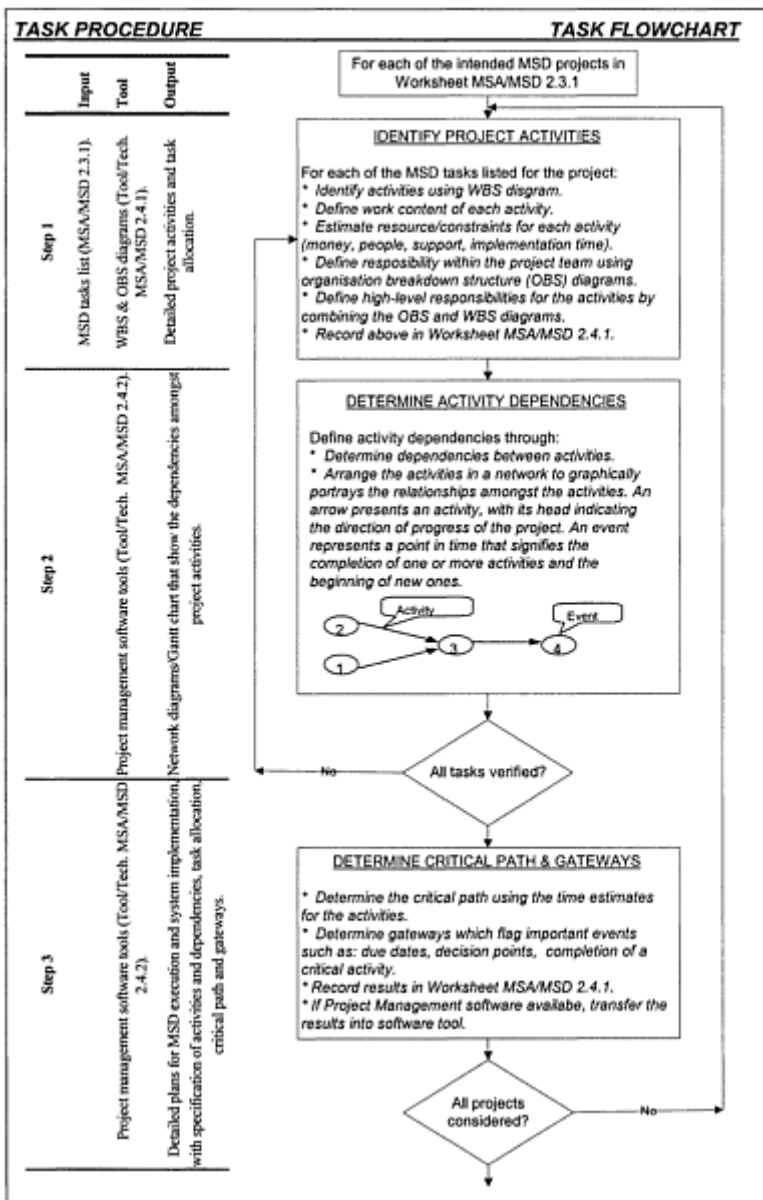 TASK PROCEDURE
TASK FLOWCHART
Input
Tool
Output
Step 1
MSD tasks list (MSA/MSD 2.3.1).
WBS & OBS diagrams (Tool/Tech.
MSA/MSD 2.4.1).
Detailed project activities and task
allocation.
Step 2
Project management software tools (Tool/Tech. MSA/MSD 2.4.2).
Network diagrams/Gantt chart that show the dependencies amongst
project activities.
Step 3
Project management software tools (Tool/Tech. MSA/MSD
2.4.2).
Detailed plans for MSD execution and system implementation,
with specification of activities and dependencies, task allocation,
critical path and gateways.
For each of the intended MSD projects in
Worksheet MSA/MSD 2.3.1
IDENTIFY PROJECT ACTIVITIES
For each of the MSD tasks listed for the project:
* Identify activities using WBS disgram.
* Define work content of each activity.
* Estimate resource/constraints for each activity
(money, people, support, implementation time).
* Define resposibility within the project team using
organisation breakdown structure (OBS) diagrams.
* Define high-level responsibilities for the activities by
combining the OBS and WBS diagrams.
* Record above in Worksheet MSA/MSD 2.4.1.
DETERMINE ACTIVITY DEPENDENCIES
Define activity dependencies through:
* Determine dependencies between activities.
* Arrange the activities in a network to graphically
portrays the relationships amongst the activities. An
arrow presents an activity, with its head indicating
the direction of progress of the project. An event
represents a point in time that signifies the
completion of one or more activities and the
beginning of new ones.
Activity
Event
2
3
4
1
All tasks verified?
No
DETERMINE CRITICAL PATH & GATEWAYS
* Determine the critical path using the time estimates
for the activities.
* Determine gateways which flag important events
such as: due dates, decision points, completion of a
critical activity.
* Record results in Worksheet MSA/MSD 2.4.1.
* If Project Management software availabe, transfer the
results into software tool.
All projects
considered?
No